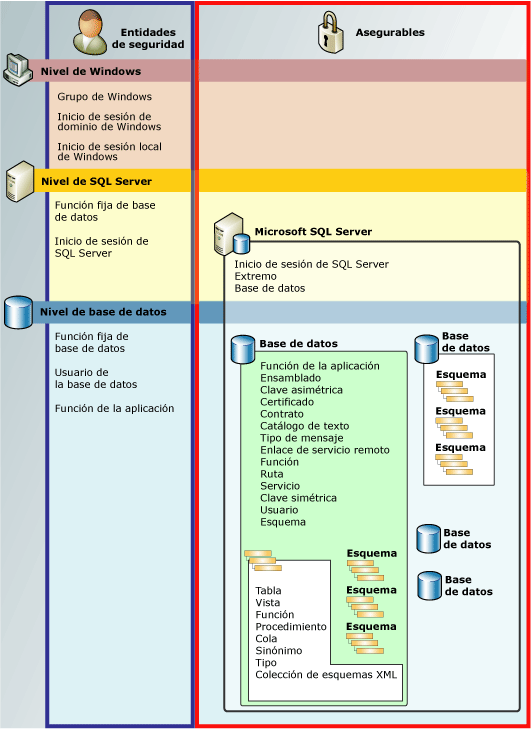 Entidades
de seguridad
Asegurables
Nivel de Windows
Grupo de Windows
Inicio de sesión de
dominio de Windows
Inicio de sesión local
de Windows
Nivel de SQL Server
Función fija de base
de datos
Inicio de sesión de
SQL Server
Microsoft SQL Server
Inicio de sesión de SQL Server
Extremo
Base de datos
Nivel de base de datos
Función fija de
base de datos
Usuario de
la base de datos
Función de la aplicación
Base de datos
Función de la aplicación
Ensamblado
Clave asimétrica
Certificado
Contrato
Catálogo de texto
Tipo de mensaje
Enlace de servicio remoto
Función
Ruta
Servicio
Clave simétrica
Usuario
Esquema
Tabla
Vista
Función
Procedimiento
Cola
Sinónimo
Tipo
Colección de esquemas XML
Esquema
Esquema
Esquema
Base
de datos
Esquema
Esquema
Esquema
Base
de datos
Base
de datos